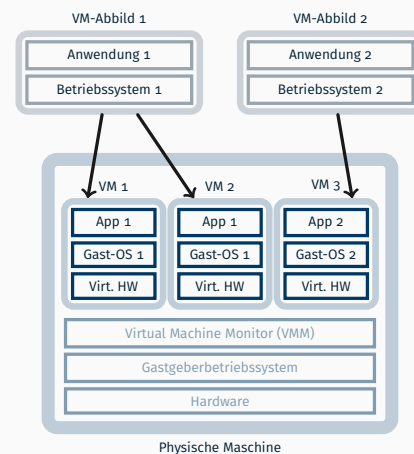 VM-Abbild 1
VM-Abbild 2
Anwendung 1
Anwendung 2
Betriebssystem 1
Betriebssystem 2
VM 1
VM 2
VM 3
App 1
App 1
App 2
Gast-OS 1
Gast-OS 1
Gast-OS 2
Virt. HW
Virt. HW
Virt. HW
Virtual Machine Monitor (VMM)
Gastgeberbetriebssystem
Hardware
Physische Maschine